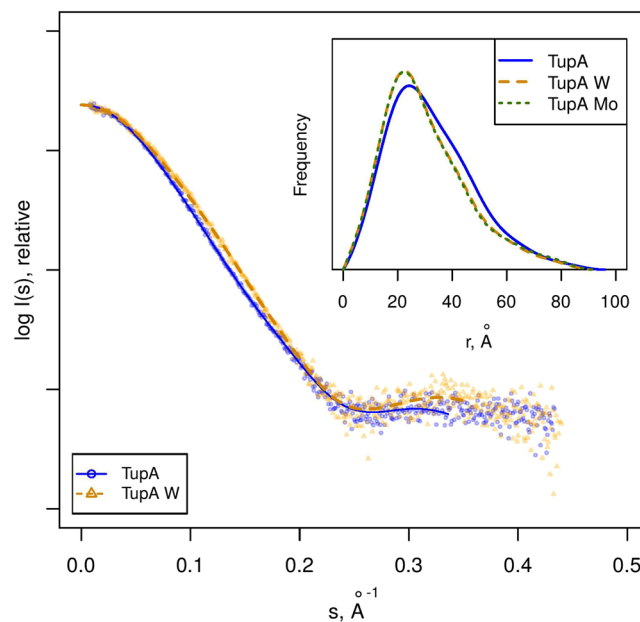 TupA
TupA W
TupA Mo
Frequency
0 20 40 60 80 100
r, Å
log I(s), relative
TupA
TupA W
0.0 0.1 0.2 0.3 0.4 0.5
s, Å⁻¹